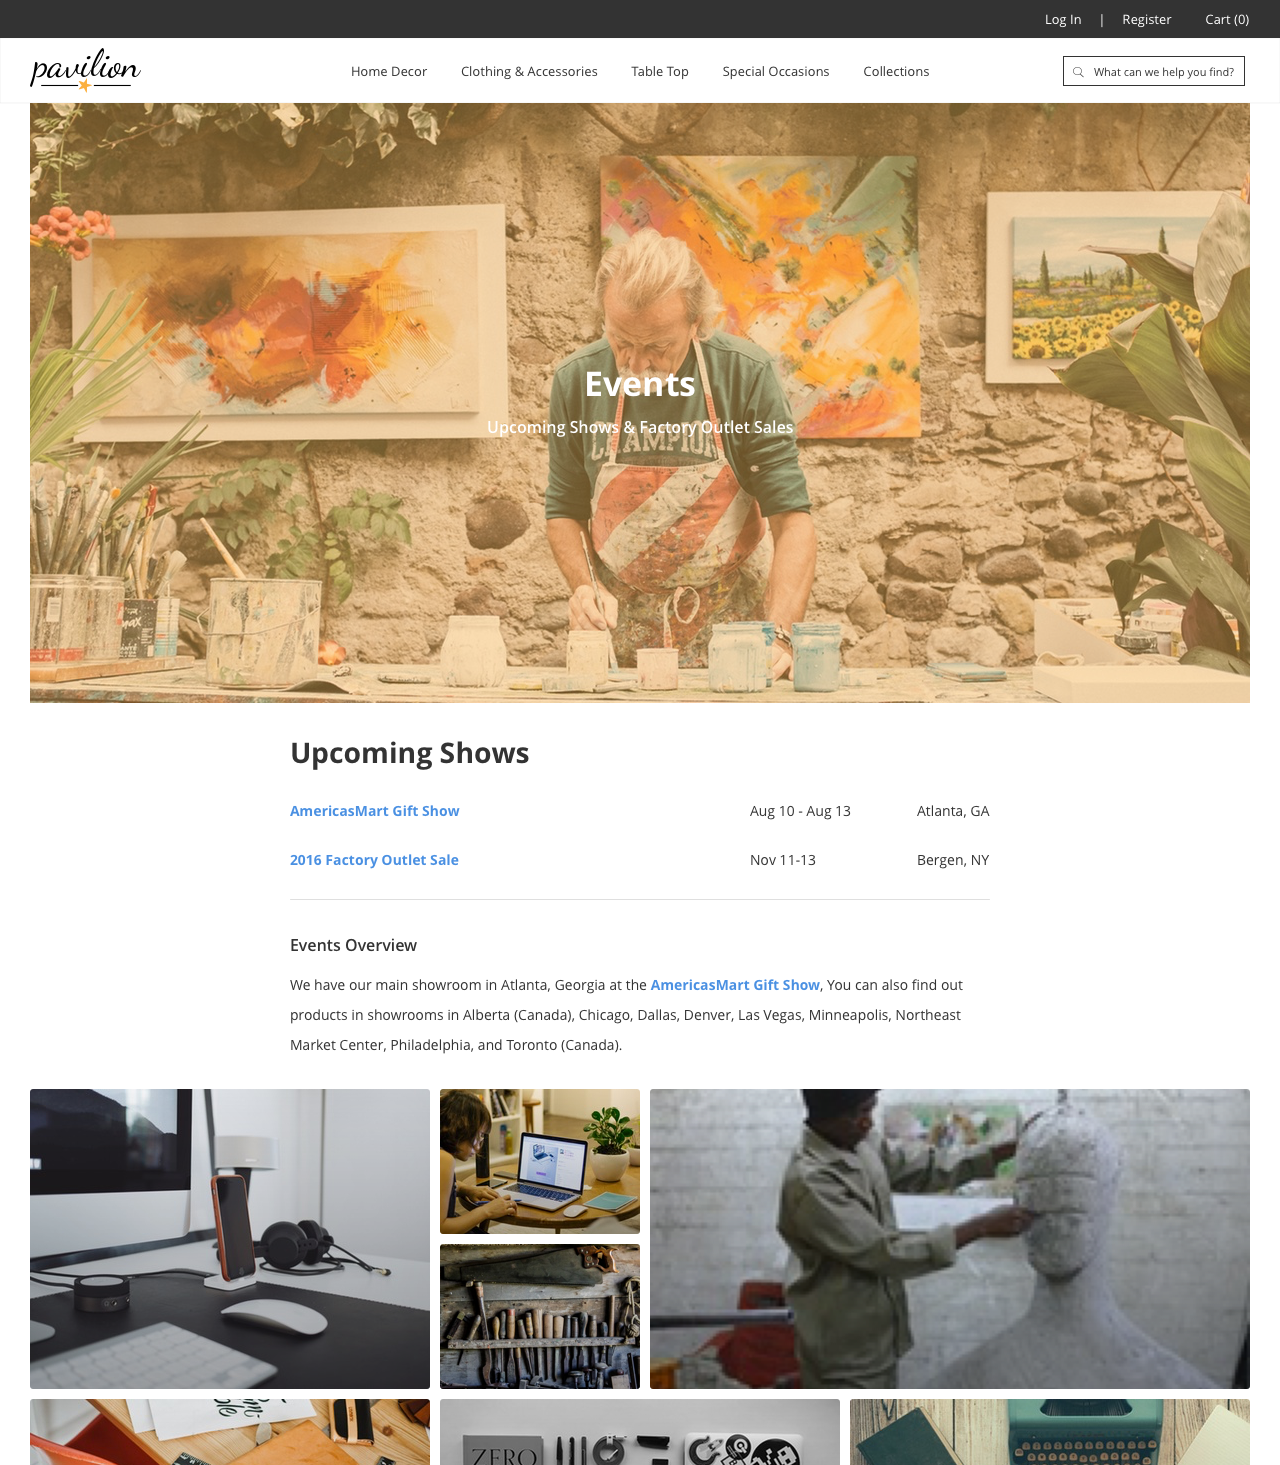 Log In | Register Cart (0)
pavilion
Home Decor Clothing & Accessories Table Top Special Occasions Collections
What can we help you find?
Events
Upcoming Shows & Factory Outlet Sales
CHAMPION
Upcoming Shows
AmericasMart Gift Show Aug 10 - Aug 13 Atlanta, GA
2016 Factory Outlet Sale Nov 11-13 Bergen, NY
Events Overview
We have our main showroom in Atlanta, Georgia at the AmericasMart Gift Show, You can also find out
products in showrooms in Alberta (Canada), Chicago, Dallas, Denver, Las Vegas, Minneapolis, Northeast
Market Center, Philadelphia, and Toronto (Canada).
ZERO